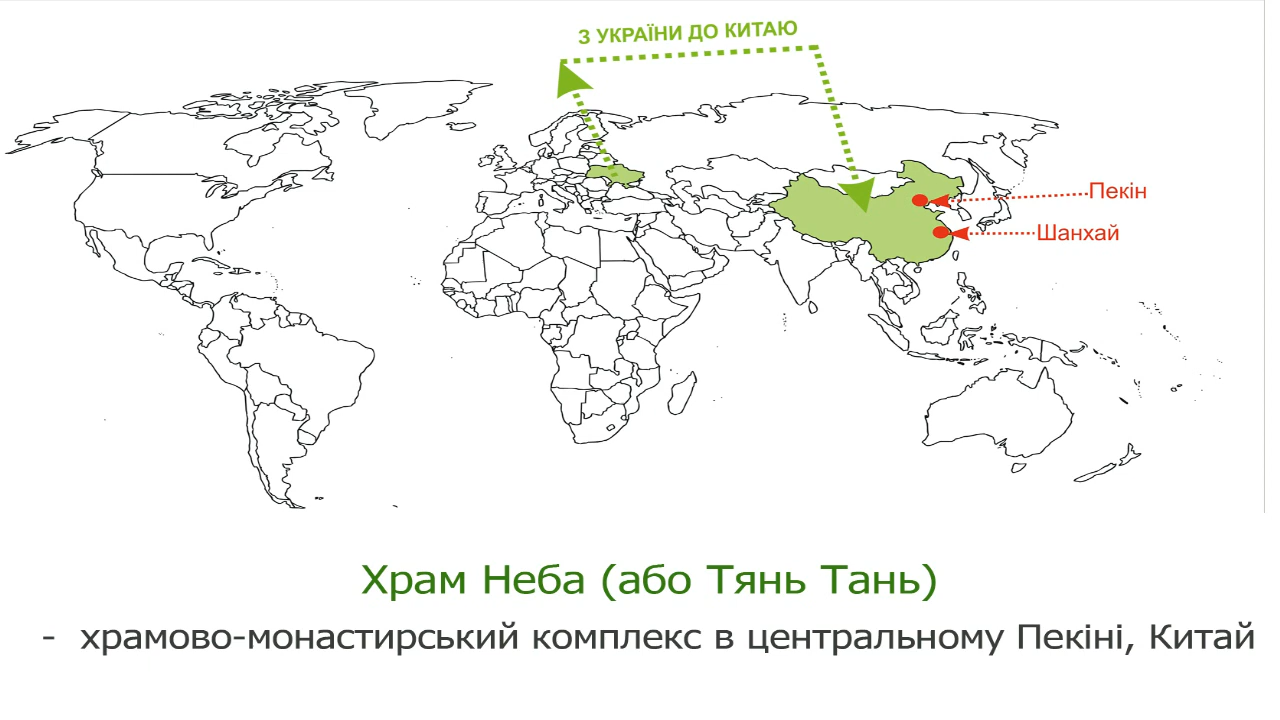 З УКРАЇНИ ДО КИТАЮ
Пекін
Шанхай
Храм Неба (або Тянь Тань)
- храмово-монастирський комплекс в центральному Пекіні, Китай